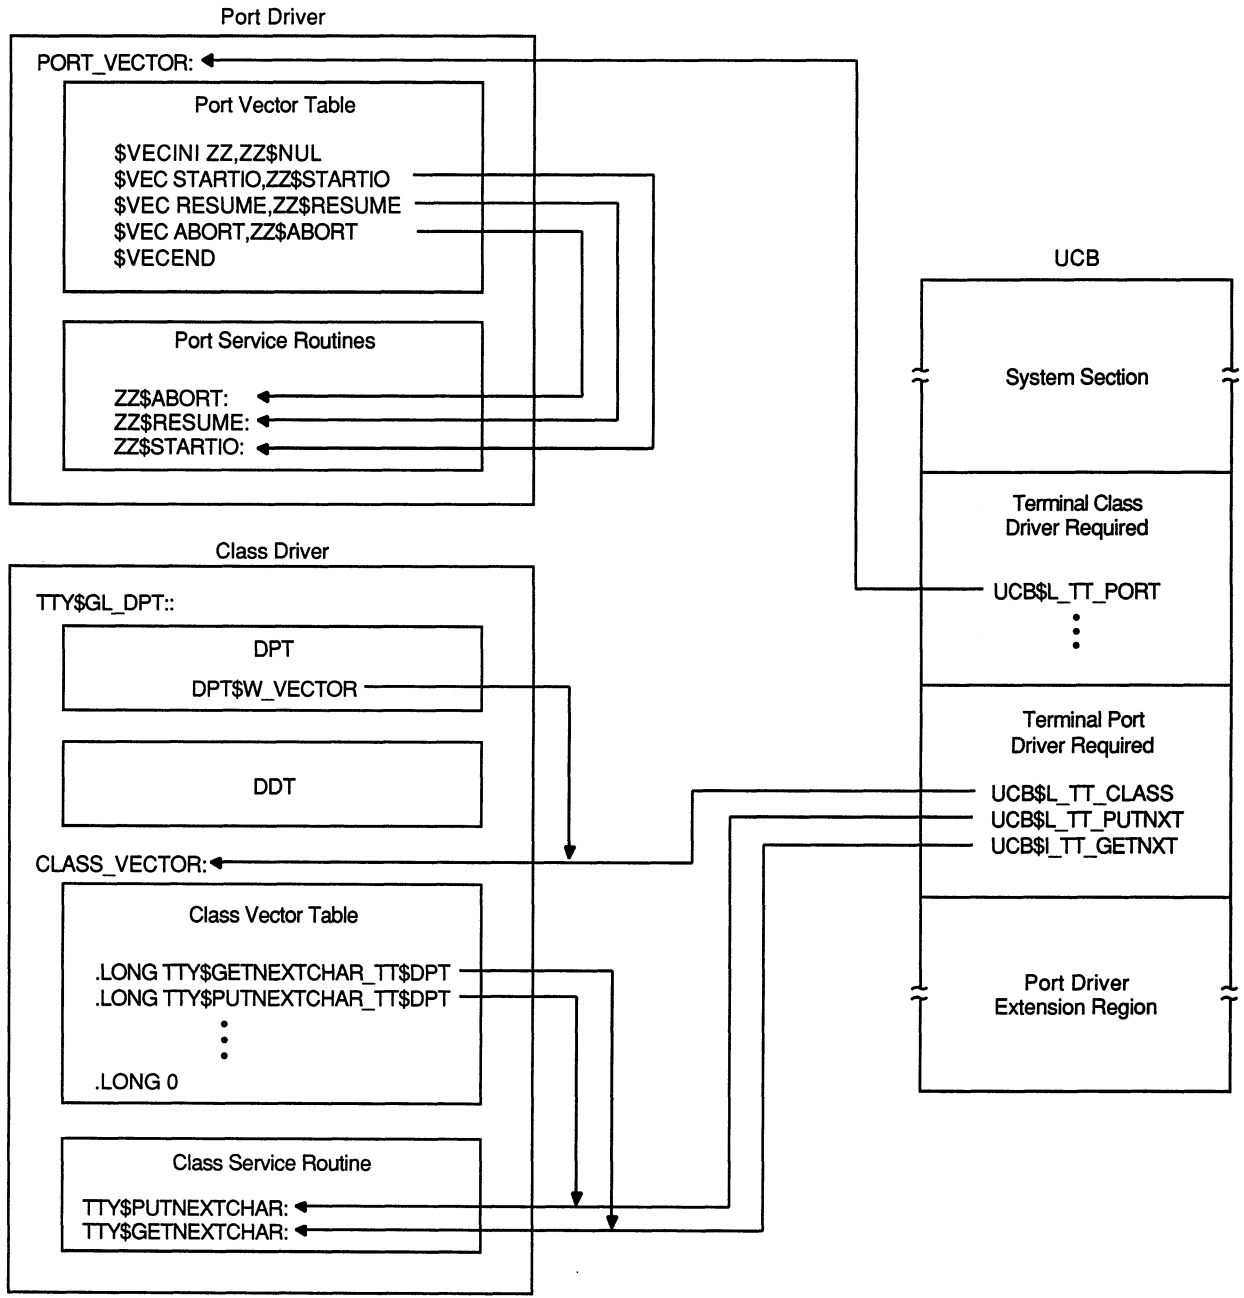 Port Driver
PORT_VECTOR:
Port Vector Table
$VECINI ZZ,ZZ$NUL
$VEC STARTIO,ZZ$STARTIO
$VEC RESUME,ZZ$RESUME
$VEC ABORT,ZZ$ABORT
$VECEND
Port Service Routines
ZZ$ABORT:
ZZ$RESUME:
ZZ$STARTIO:
Class Driver
TTY$GL_DPT::
DPT
DPT$W_VECTOR
DDT
CLASS_VECTOR:
Class Vector Table
.LONG TTY$GETNEXTCHAR_TT$DPT
.LONG TTY$PUTNEXTCHAR_TT$DPT
.LONG 0
Class Service Routine
TTY$PUTNEXTCHAR:
TTY$GETNEXTCHAR:
UCB
System Section
Terminal Class
Driver Required
UCB$L_TT_PORT
Terminal Port
Driver Required
UCB$L_TT_CLASS
UCB$L_TT_PUTNXT
UCB$I_TT_GETNXT
Port Driver
Extension Region